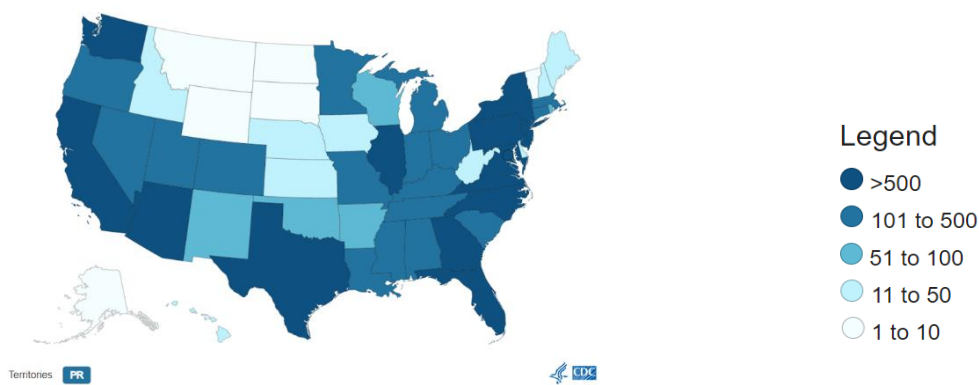 Legend
>500
101 to 500
51 to 100
11 to 50
1 to 10
Territories PR
CDC